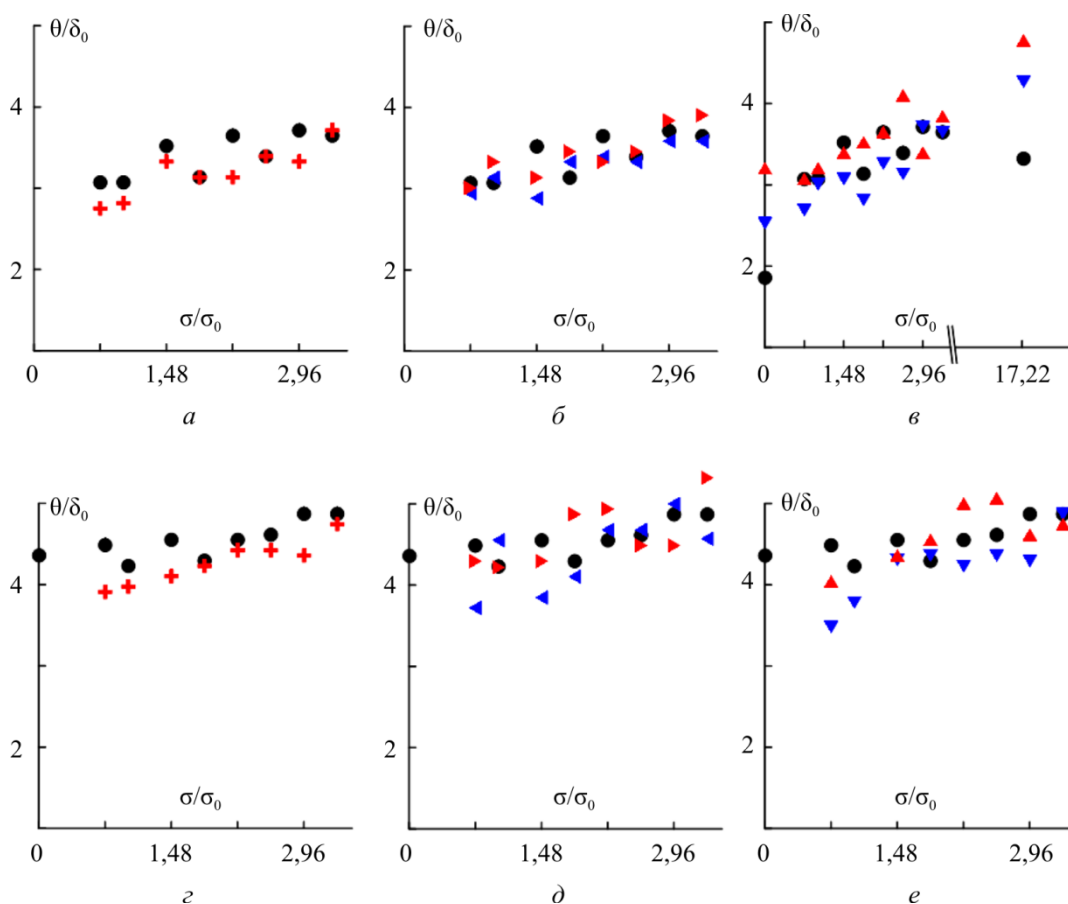 θ/δ₀
4
2
σ/σ₀
0 1,48 2,96
а
θ/δ₀
4
2
σ/σ₀
0 1,48 2,96
б
θ/δ₀
4
2
σ/σ₀
0 1,48 2,96 17,22
в
θ/δ₀
4
2
σ/σ₀
0 1,48 2,96
г
θ/δ₀
4
2
σ/σ₀
0 1,48 2,96
д
θ/δ₀
4
2
σ/σ₀
0 1,48 2,96
е